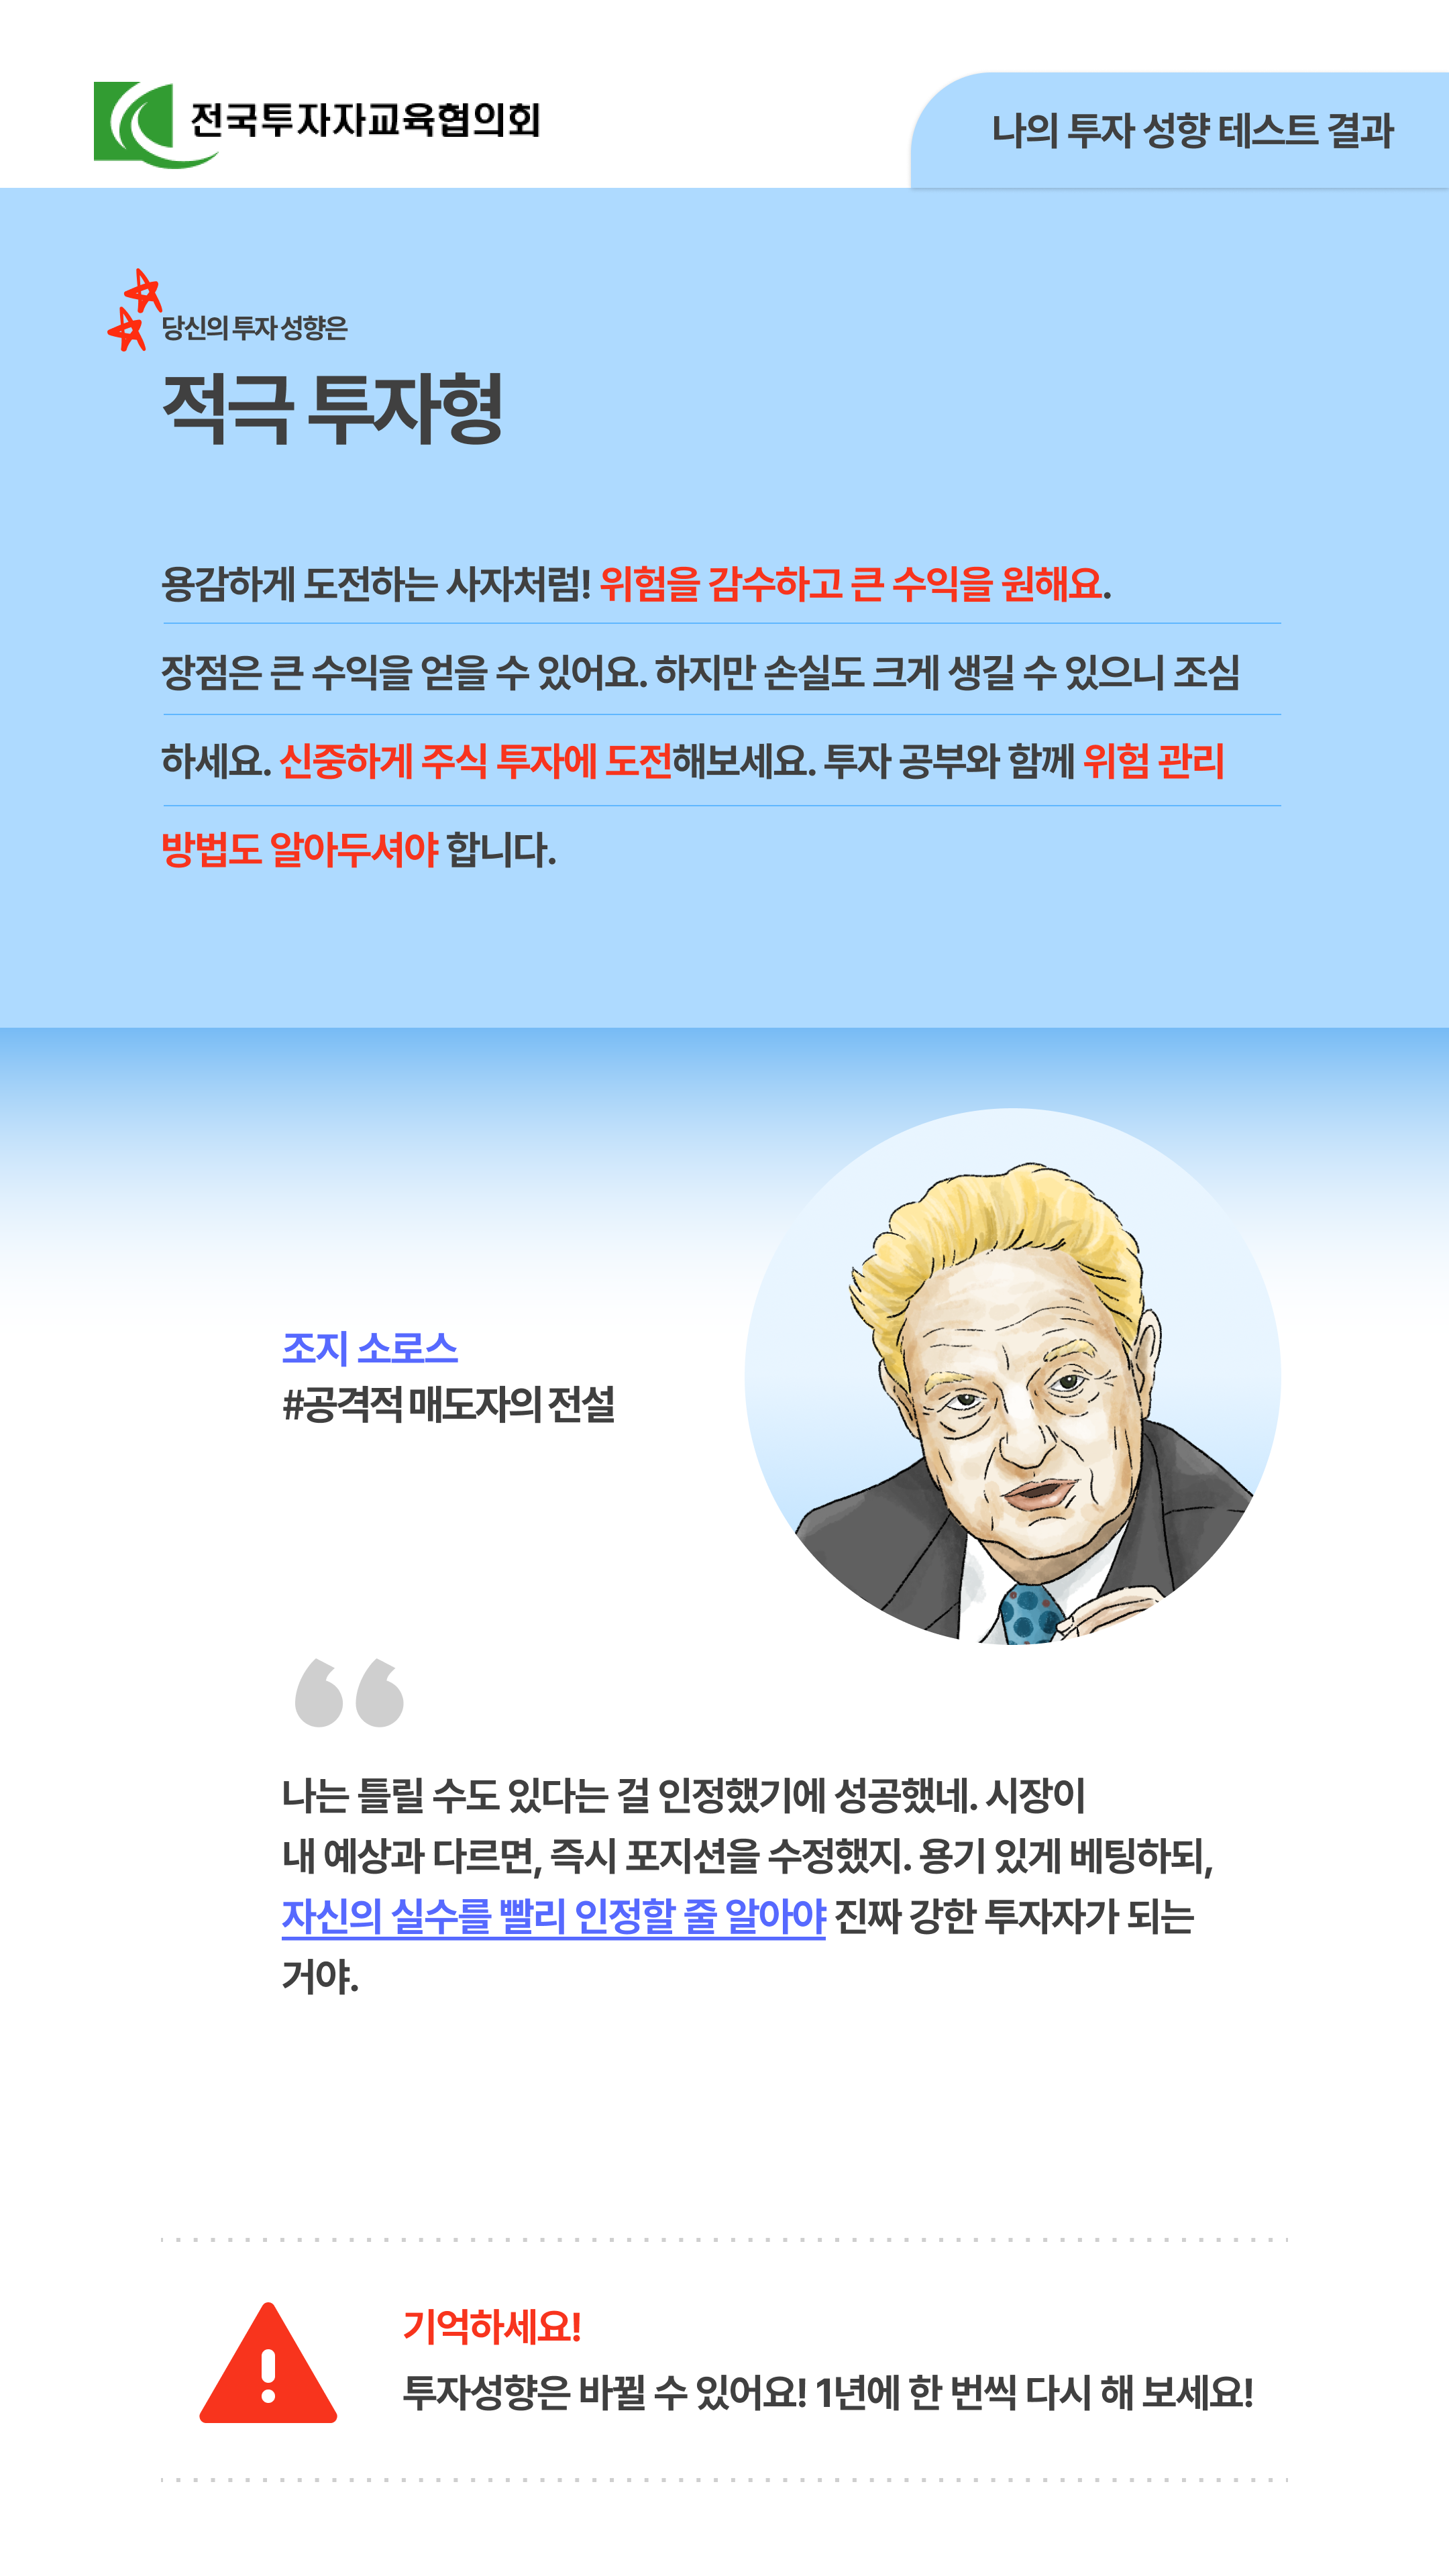 전국투자자교육협의회
나의 투자 성향 테스트 결과
당신의 투자 성향은
적극 투자형
용감하게 도전하는 사자처럼! 위험을 감수하고 큰 수익을 원해요.
장점은 큰 수익을 얻을 수 있어요. 하지만 손실도 크게 생길 수 있으니 조심
하세요. 신중하게 주식 투자에 도전해보세요. 투자 공부와 함께 위험 관리
방법도 알아두셔야 합니다.
조지 소로스
#공격적 매도자의 전설
“
나는 틀릴 수도 있다는 걸 인정했기에 성공했네. 시장이
내 예상과 다르면, 즉시 포지션을 수정했지. 용기 있게 베팅하되,
자신의 실수를 빨리 인정할 줄 알아야 진짜 강한 투자자가 되는
거야.
기억하세요!
투자성향은 바뀔 수 있어요! 1년에 한 번씩 다시 해 보세요!